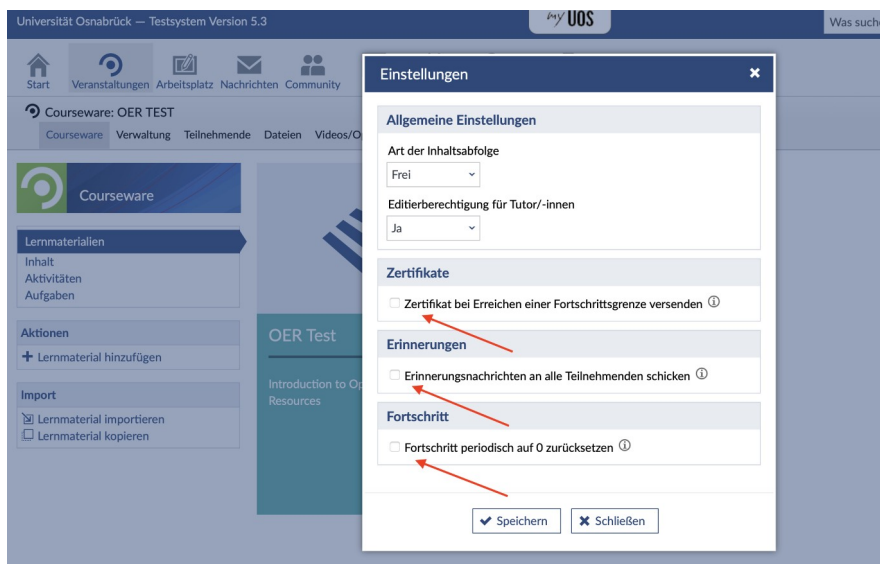 Universität Osnabrück — Testsystem Version 5.3
my UOS
Was suche
Start
Veranstaltungen
Arbeitsplatz
Nachrichten
Community
Courseware: OER TEST
Courseware Verwaltung Teilnehmende Dateien Videos/O
Courseware
Lernmaterialien
Inhalt
Aktivitäten
Aufgaben
Aktionen
Lernmaterial hinzufügen
Import
Lernmaterial importieren
Lernmaterial kopieren
OER Test
Introduction to Op
Resources
Einstellungen
Allgemeine Einstellungen
Art der Inhaltsabfolge
Frei
Editierberechtigung für Tutor/-innen
Ja
Zertifikate
Zertifikat bei Erreichen einer Fortschrittsgrenze versenden
Erinnerungen
Erinnerungsnachrichten an alle Teilnehmenden schicken
Fortschritt
Fortschritt periodisch auf 0 zurücksetzen
Speichern
Schließen